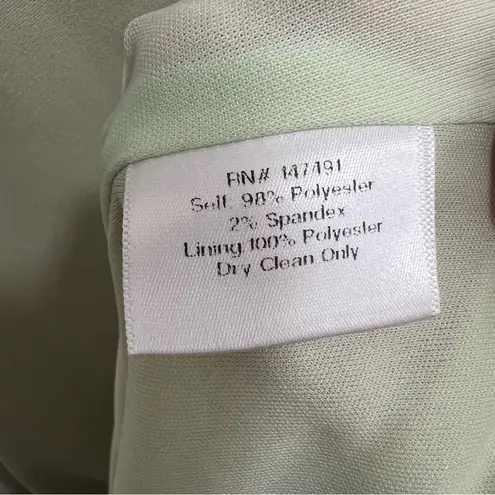 RN# 147491
Self: 98% Polyester
2% Spandex
Lining:100% Polyester
Dry Clean Only